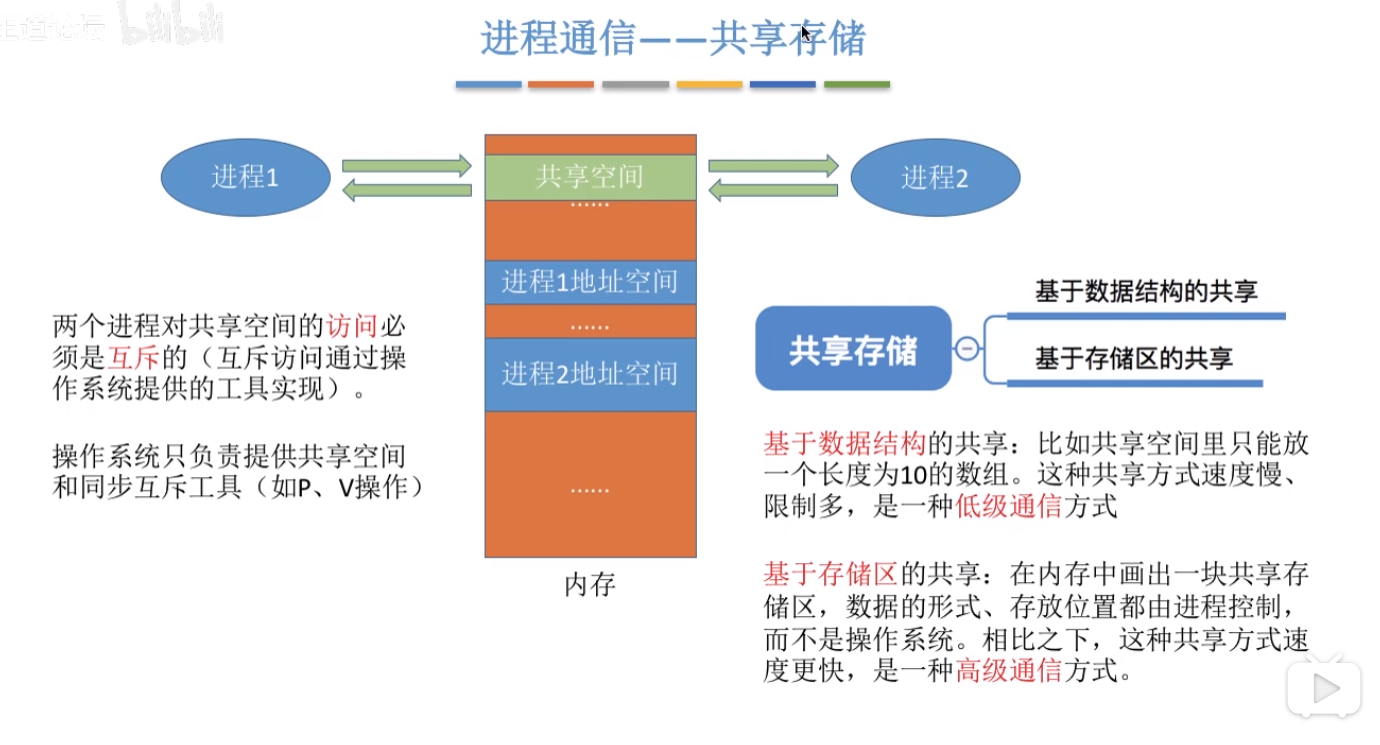 bilibili
进程通信——共享存储
进程1
共享空间
进程2
……
进程1地址空间
……
进程2地址空间
……
内存
两个进程对共享空间的访问必
须是互斥的（互斥访问通过操
作系统提供的工具实现）。
操作系统只负责提供共享空间
和同步互斥工具（如P、V操作）
共享存储
基于数据结构的共享
基于存储区的共享
基于数据结构的共享：比如共享空间里只能放
一个长度为10的数组。这种共享方式速度慢、
限制多，是一种低级通信方式
基于存储区的共享：在内存中画出一块共享存
储区，数据的形式、存放位置都由进程控制，
而不是操作系统。相比之下，这种共享方式速
度更快，是一种高级通信方式。